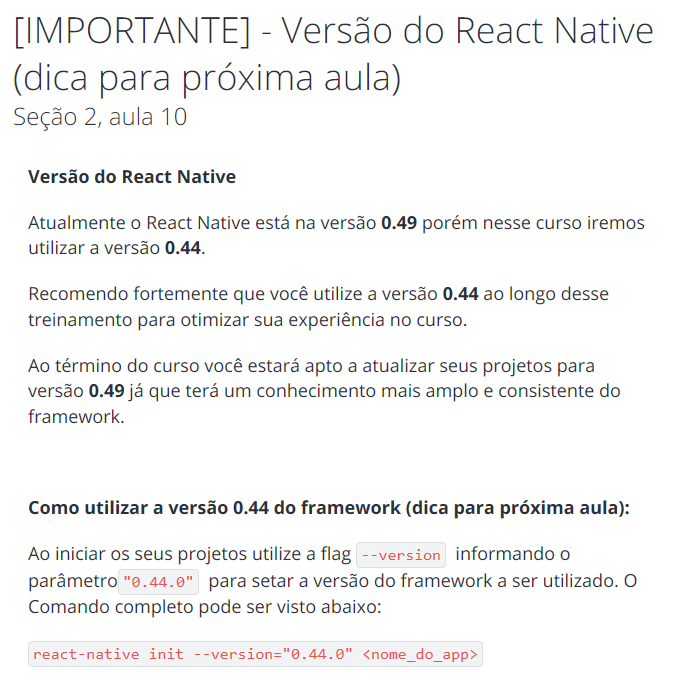 [IMPORTANTE] - Versão do React Native
(dica para próxima aula)
Seção 2, aula 10
Versão do React Native
Atualmente o React Native está na versão 0.49 porém nesse curso iremos
utilizar a versão 0.44.
Recomendo fortemente que você utilize a versão 0.44 ao longo desse
treinamento para otimizar sua experiência no curso.
Ao término do curso você estará apto a atualizar seus projetos para
versão 0.49 já que terá um conhecimento mais amplo e consistente do
framework.
Como utilizar a versão 0.44 do framework (dica para próxima aula):
Ao iniciar os seus projetos utilize a flag --version informando o
parâmetro "0.44.0" para setar a versão do framework a ser utilizado. O
Comando completo pode ser visto abaixo:
react-native init --version="0.44.0" <nome_do_app>